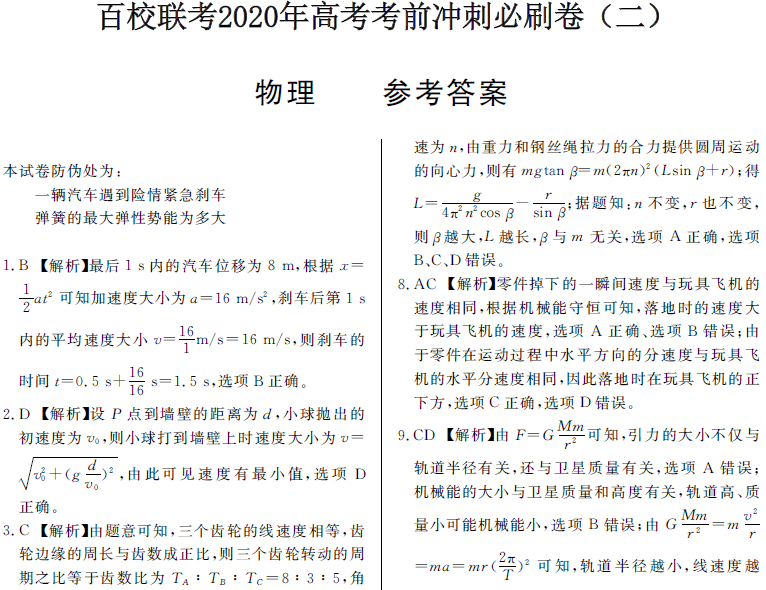 百校联考2020年高考考前冲刺必刷卷（二）
物理 参考答案
本试卷防伪处为：
一辆汽车遇到险情紧急刹车
弹簧的最大弹性势能为多大
1. B 【解析】最后 1 s 内的汽车位移为 8 m,根据 x=
1/2 at² 可知加速度大小为 a=16 m/s²,刹车后第 1 s
内的平均速度大小 v=16/1 m/s=16 m/s,则刹车的
时间 t=0.5 s+16/16 s=1.5 s,选项 B 正确。
2. D 【解析】设 P 点到墙壁的距离为 d,小球抛出的
初速度为 v₀,则小球打到墙壁上时速度大小为 v=
√(v₀²+(g d/v₀)²),由此可见速度有最小值,选项 D
正确。
3. C 【解析】由题意可知,三个齿轮的线速度相等,齿
轮边缘的周长与齿数成正比,则三个齿轮转动的周
期之比等于齿数比为 T_A : T_B : T_C=8 : 3 : 5,角
速为 n,由重力和钢丝绳拉力的合力提供圆周运动
的向心力,则有 mgtan β=m(2πn)²(Lsin β+r);得
L=g/(4π²n²cos β)−r/sin β;据题知:n 不变,r 也不变,
则 β 越大,L 越长,β 与 m 无关,选项 A 正确,选项
B、C、D 错误。
8. AC 【解析】零件掉下的一瞬间速度与玩具飞机的
速度相同,根据机械能守恒可知,落地时的速度大
于玩具飞机的速度,选项 A 正确、选项 B 错误;由
于零件在运动过程中水平方向的分速度与玩具飞
机的水平分速度相同,因此落地时在玩具飞机的正
下方,选项 C 正确,选项 D 错误。
9. CD 【解析】由 F=G Mm/r² 可知,引力的大小不仅与
轨道半径有关,还与卫星质量有关,选项 A 错误;
机械能的大小与卫星质量和高度有关,轨道高、质
量小可能机械能小,选项 B 错误;由 G Mm/r²=m v²/r
=ma=mr(2π/T)² 可知,轨道半径越小,线速度越